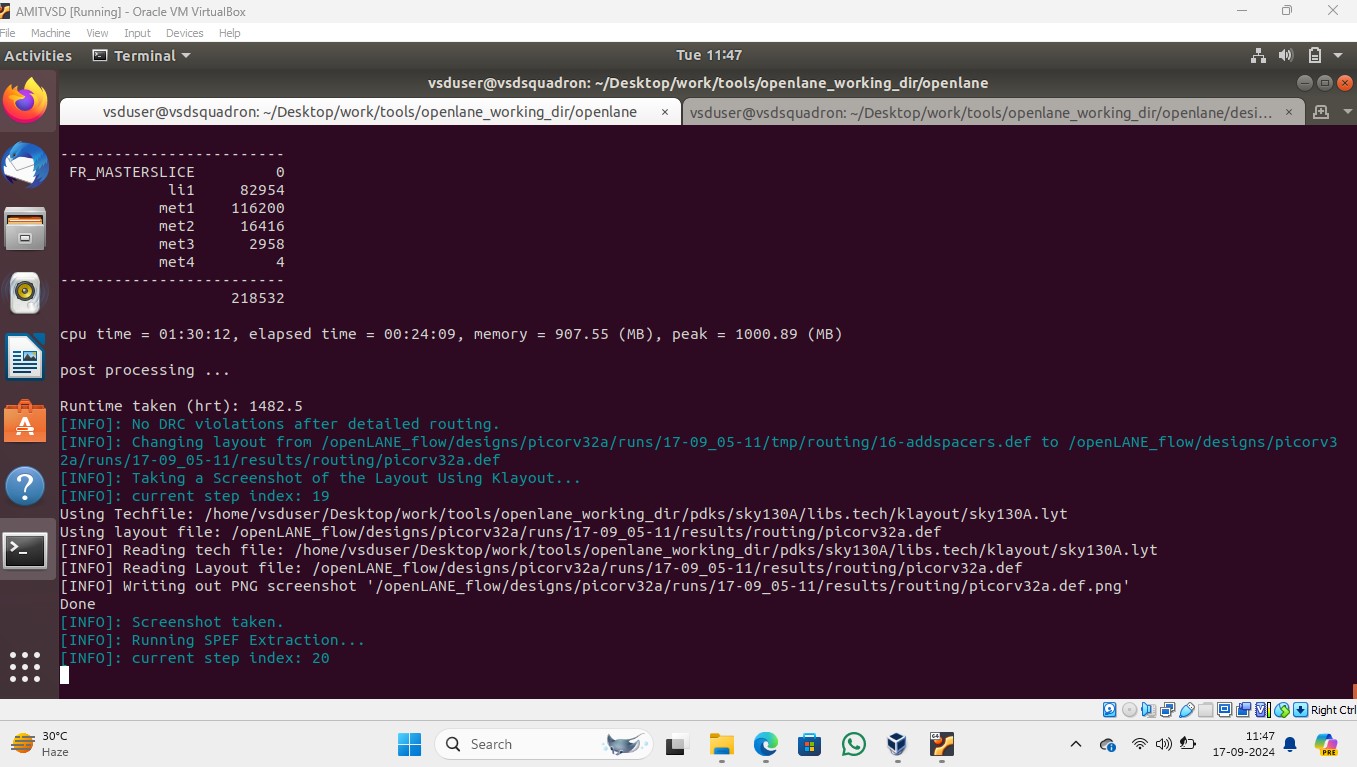 AMITVSD [Running] - Oracle VM VirtualBox
File Machine View Input Devices Help
Activities Terminal Tue 11:47
vsduser@vsdsquadron: ~/Desktop/work/tools/openlane_working_dir/openlane
vsduser@vsdsquadron: ~/Desktop/work/tools/openlane_working_dir/openlane × vsduser@vsdsquadron: ~/Desktop/work/tools/openlane_working_dir/openlane/desi... ×
-------------------------
FR_MASTERSLICE 0
li1 82954
met1 116200
met2 16416
met3 2958
met4 4
-------------------------
218532
cpu time = 01:30:12, elapsed time = 00:24:09, memory = 907.55 (MB), peak = 1000.89 (MB)
post processing ...
Runtime taken (hrt): 1482.5
[INFO]: No DRC violations after detailed routing.
[INFO]: Changing layout from /openLANE_flow/designs/picorv32a/runs/17-09_05-11/tmp/routing/16-addspacers.def to /openLANE_flow/designs/picorv3
2a/runs/17-09_05-11/results/routing/picorv32a.def
[INFO]: Taking a Screenshot of the Layout Using Klayout...
[INFO]: current step index: 19
Using Techfile: /home/vsduser/Desktop/work/tools/openlane_working_dir/pdks/sky130A/libs.tech/klayout/sky130A.lyt
Using layout file: /openLANE_flow/designs/picorv32a/runs/17-09_05-11/results/routing/picorv32a.def
[INFO] Reading tech file: /home/vsduser/Desktop/work/tools/openlane_working_dir/pdks/sky130A/libs.tech/klayout/sky130A.lyt
[INFO] Reading Layout file: /openLANE_flow/designs/picorv32a/runs/17-09_05-11/results/routing/picorv32a.def
[INFO] Writing out PNG screenshot '/openLANE_flow/designs/picorv32a/runs/17-09_05-11/results/routing/picorv32a.def.png'
Done
[INFO]: Screenshot taken.
[INFO]: Running SPEF Extraction...
[INFO]: current step index: 20
Right Ctrl
30°C
Haze
Search
11:47
17-09-2024
PRE